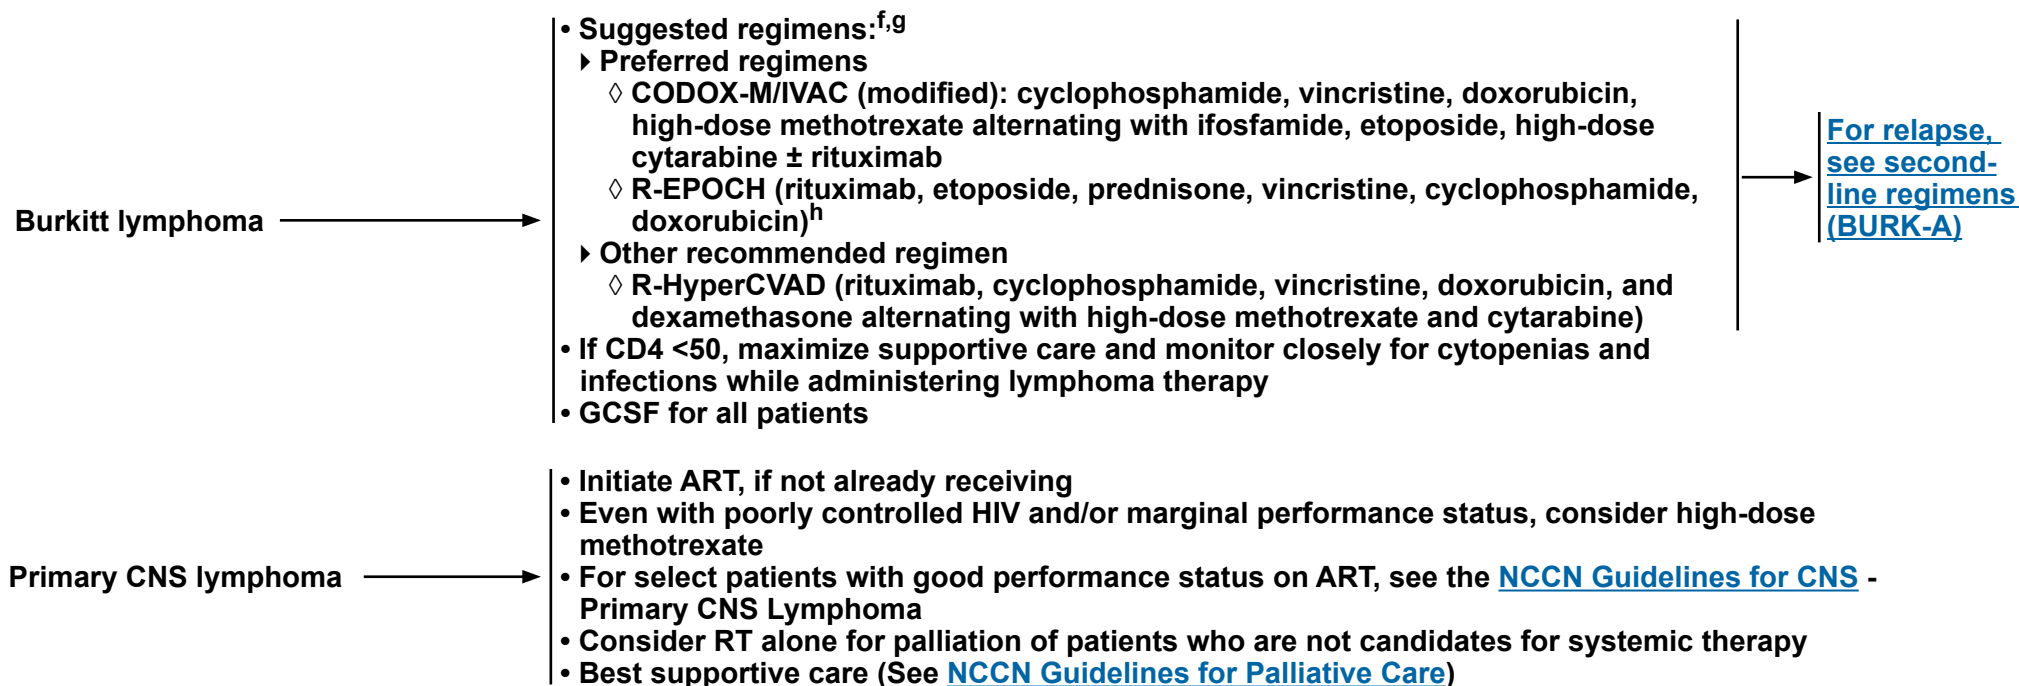 Burkitt lymphoma
• Suggested regimens:f,g
▸ Preferred regimens
◊ CODOX-M/IVAC (modified): cyclophosphamide, vincristine, doxorubicin,
high-dose methotrexate alternating with ifosfamide, etoposide, high-dose
cytarabine ± rituximab
◊ R-EPOCH (rituximab, etoposide, prednisone, vincristine, cyclophosphamide,
doxorubicin)h
▸ Other recommended regimen
◊ R-HyperCVAD (rituximab, cyclophosphamide, vincristine, doxorubicin, and
dexamethasone alternating with high-dose methotrexate and cytarabine)
• If CD4 <50, maximize supportive care and monitor closely for cytopenias and
infections while administering lymphoma therapy
• GCSF for all patients
For relapse,
see second-
line regimens
(BURK-A)
Primary CNS lymphoma
• Initiate ART, if not already receiving
• Even with poorly controlled HIV and/or marginal performance status, consider high-dose
methotrexate
• For select patients with good performance status on ART, see the NCCN Guidelines for CNS -
Primary CNS Lymphoma
• Consider RT alone for palliation of patients who are not candidates for systemic therapy
• Best supportive care (See NCCN Guidelines for Palliative Care)